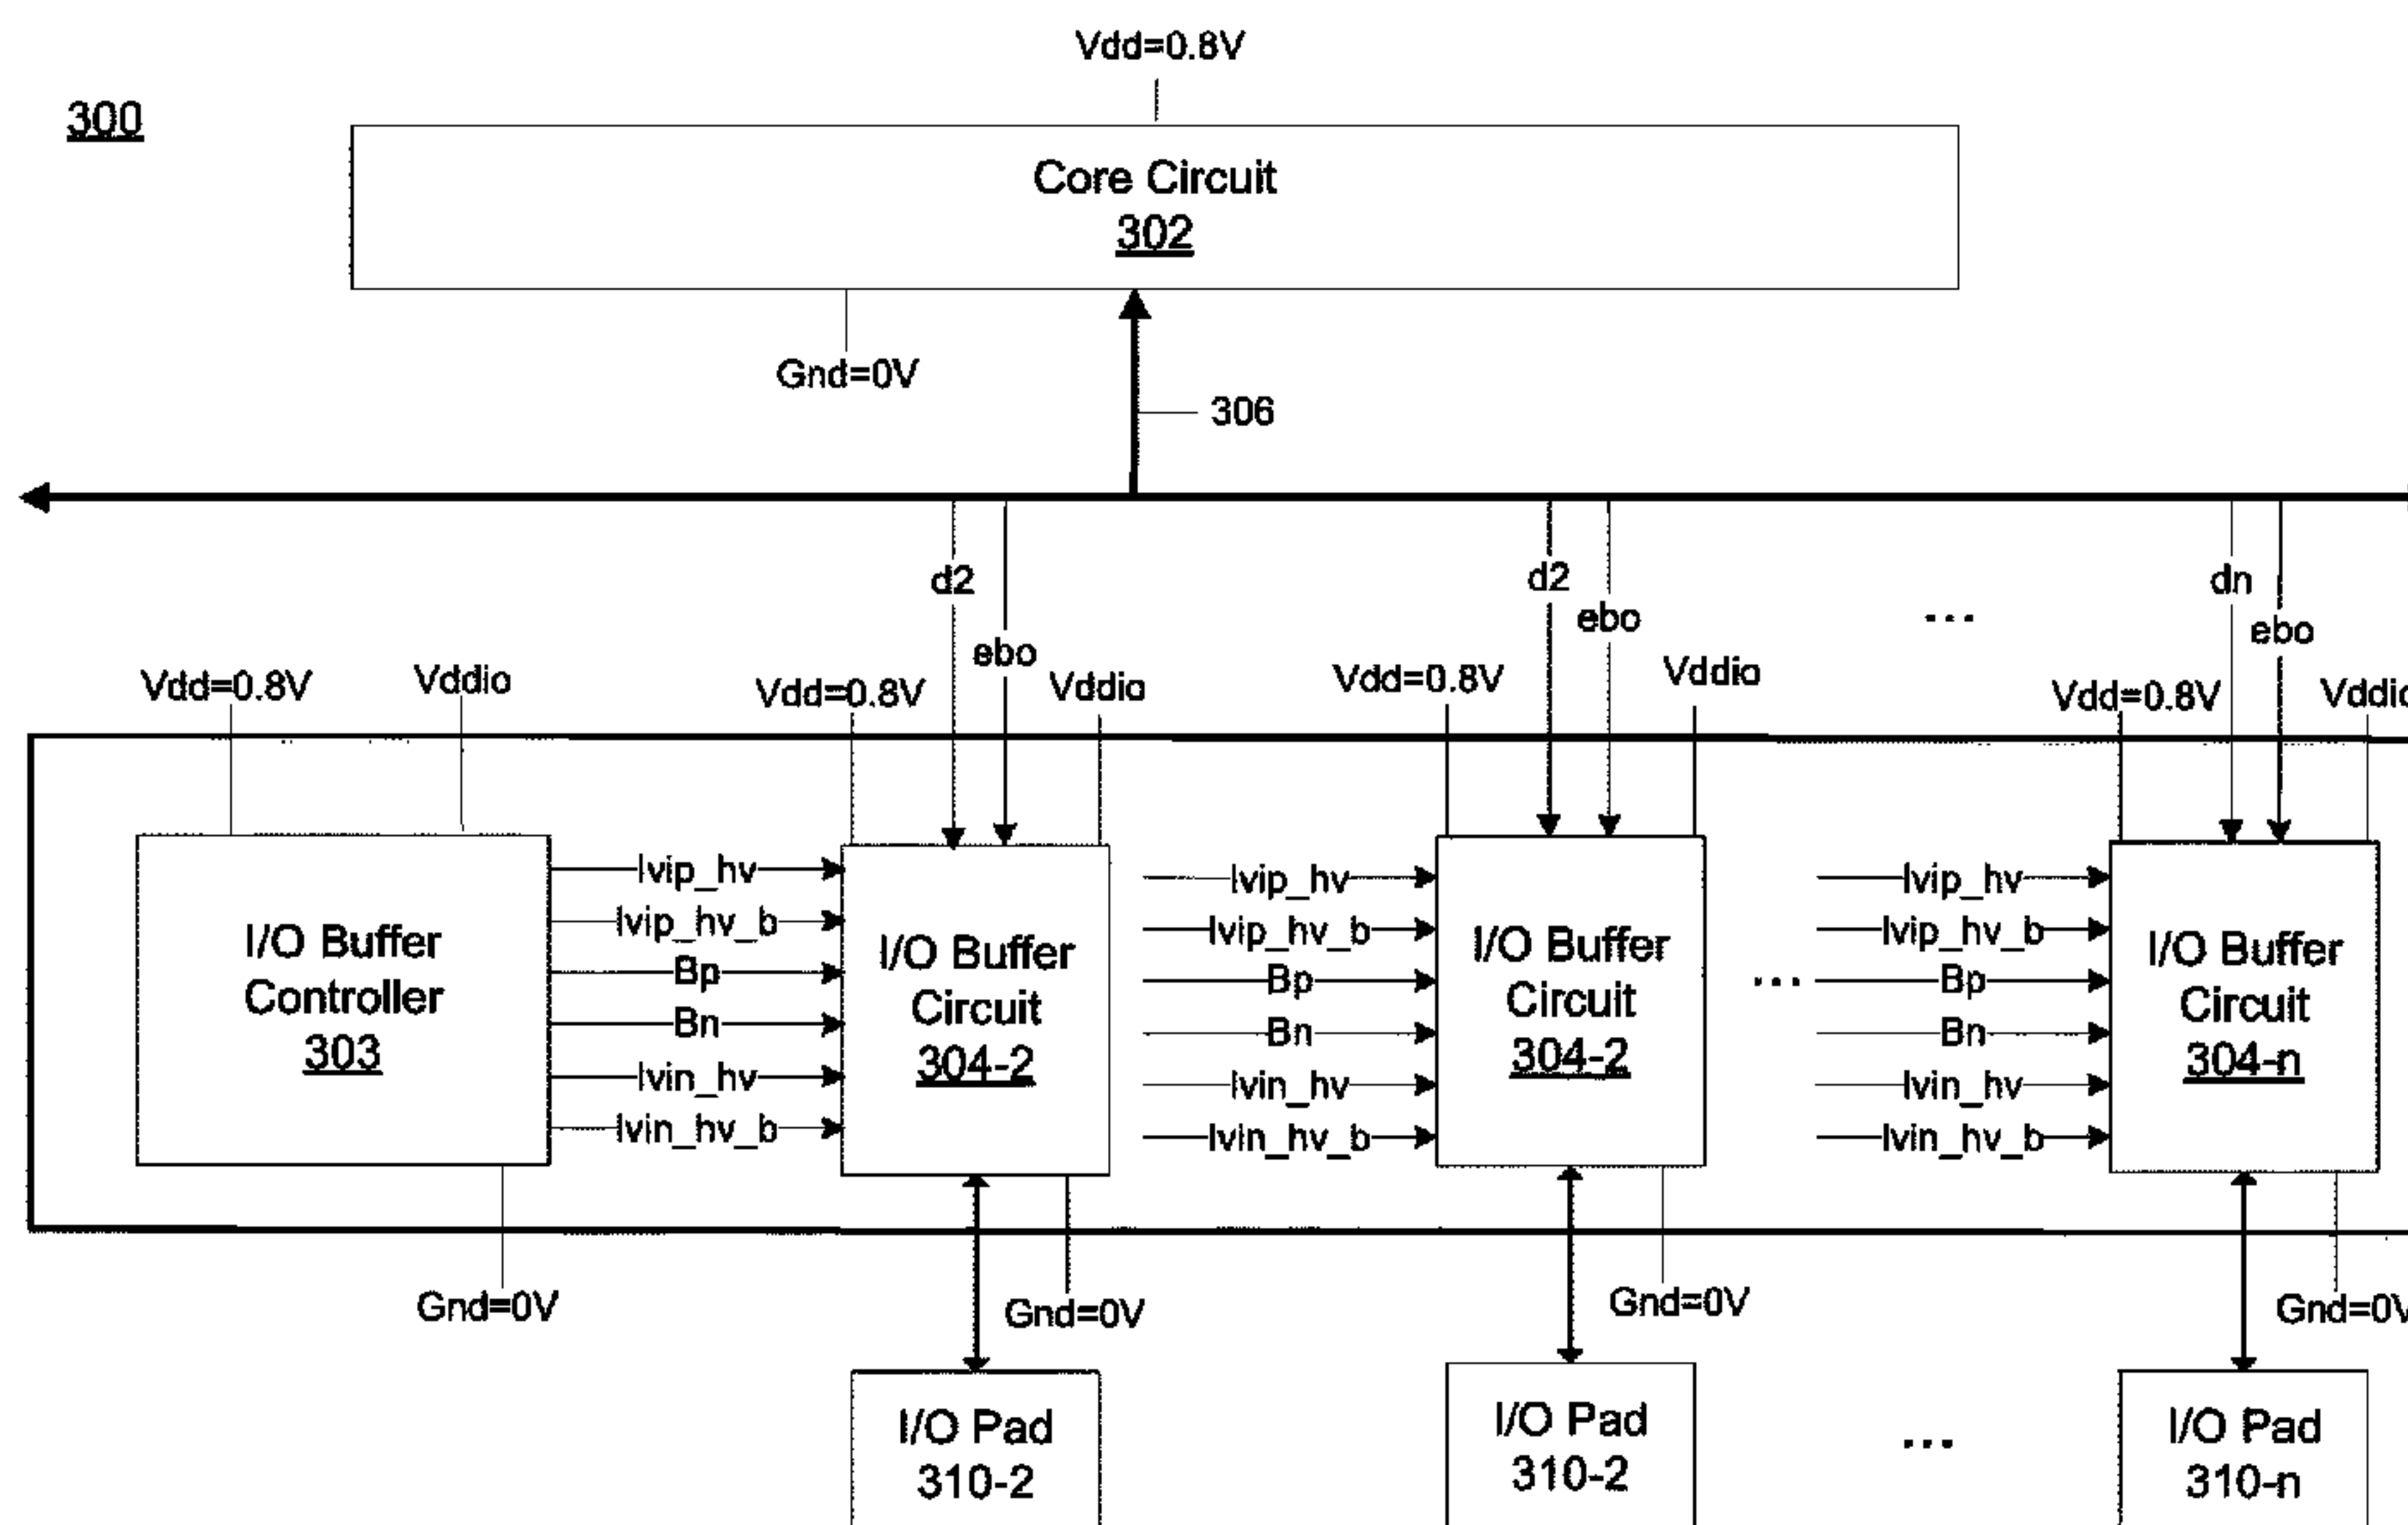 Vdd=0.8V
300
Core Circuit
302
Gnd=0V
306
d2
d2
dn
ebo
ebo
ebo
Vdd=0.8V
Vddio
Vdd=0.8V
Vddio
Vdd=0.8V
Vddio
Vdd=0.8V
Vddio
I/O Buffer
Controller
303
lvip_hv
lvip_hv_b
Bp
Bn
lvin_hv
lvin_hv_b
I/O Buffer
Circuit
304-2
lvip_hv
lvip_hv_b
Bp
Bn
lvin_hv
lvin_hv_b
I/O Buffer
Circuit
304-2
...
lvip_hv
lvip_hv_b
Bp
Bn
lvin_hv
lvin_hv_b
I/O Buffer
Circuit
304-n
Gnd=0V
Gnd=0V
Gnd=0V
Gnd=0V
I/O Pad
310-2
I/O Pad
310-2
...
I/O Pad
310-n